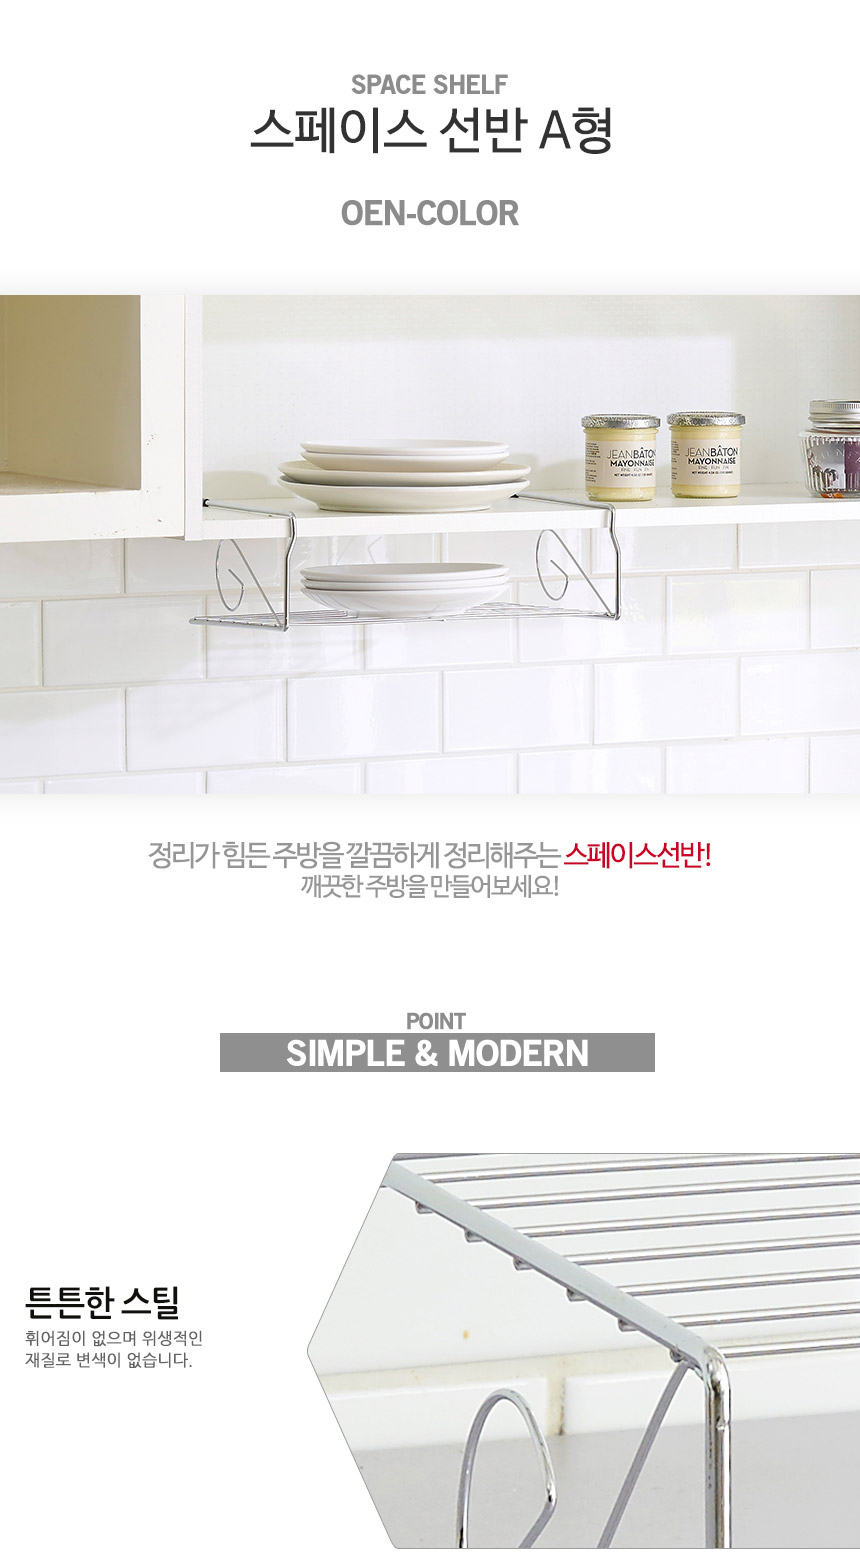 SPACE SHELF
스페이스 선반 A형
OEN-COLOR
JEANBÂTON
MAYONNAISE
JEANBÂTON
MAYONNAISE
정리가 힘든 주방을 깔끔하게 정리해주는 스페이스선반!
깨끗한 주방을 만들어보세요!
POINT
SIMPLE & MODERN
튼튼한 스틸
휘어짐이 없으며 위생적인
재질로 변색이 없습니다.